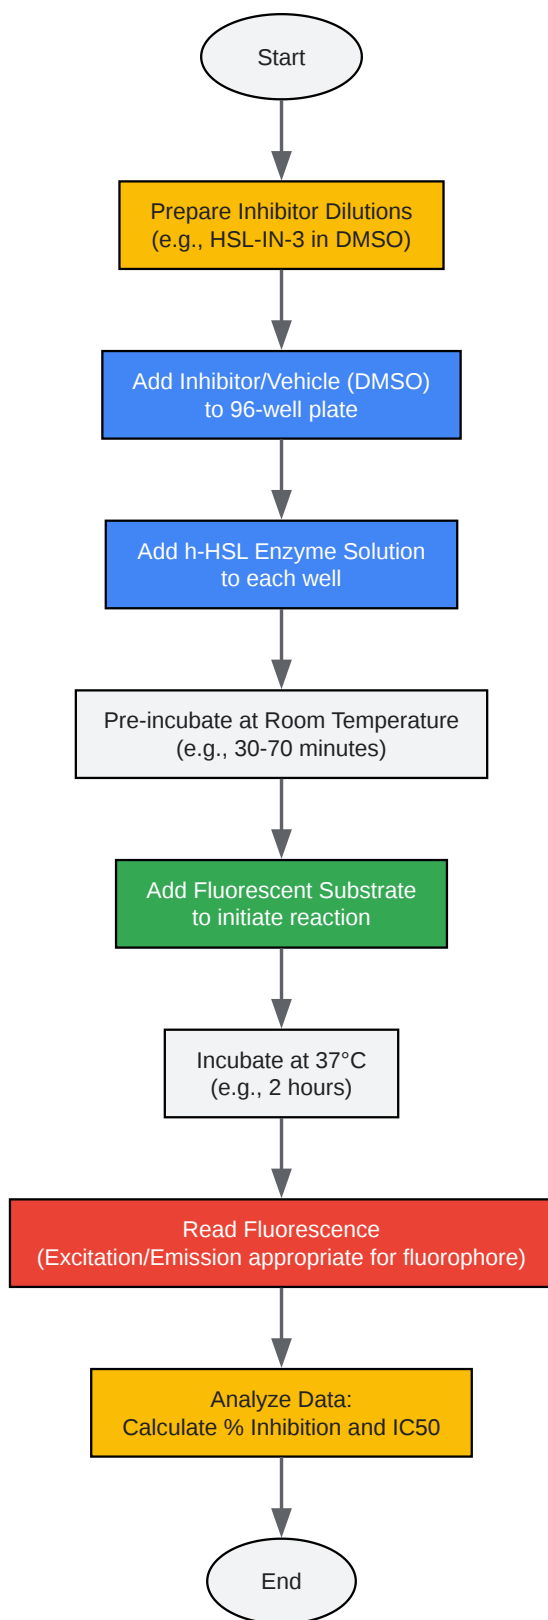 Start
Prepare Inhibitor Dilutions
(e.g., HSL-IN-3 in DMSO)
Add Inhibitor/Vehicle (DMSO)
to 96-well plate
Add h-HSL Enzyme Solution
to each well
Pre-incubate at Room Temperature
(e.g., 30-70 minutes)
Add Fluorescent Substrate
to initiate reaction
Incubate at 37°C
(e.g., 2 hours)
Read Fluorescence
(Excitation/Emission appropriate for fluorophore)
Analyze Data:
Calculate % Inhibition and IC50
End